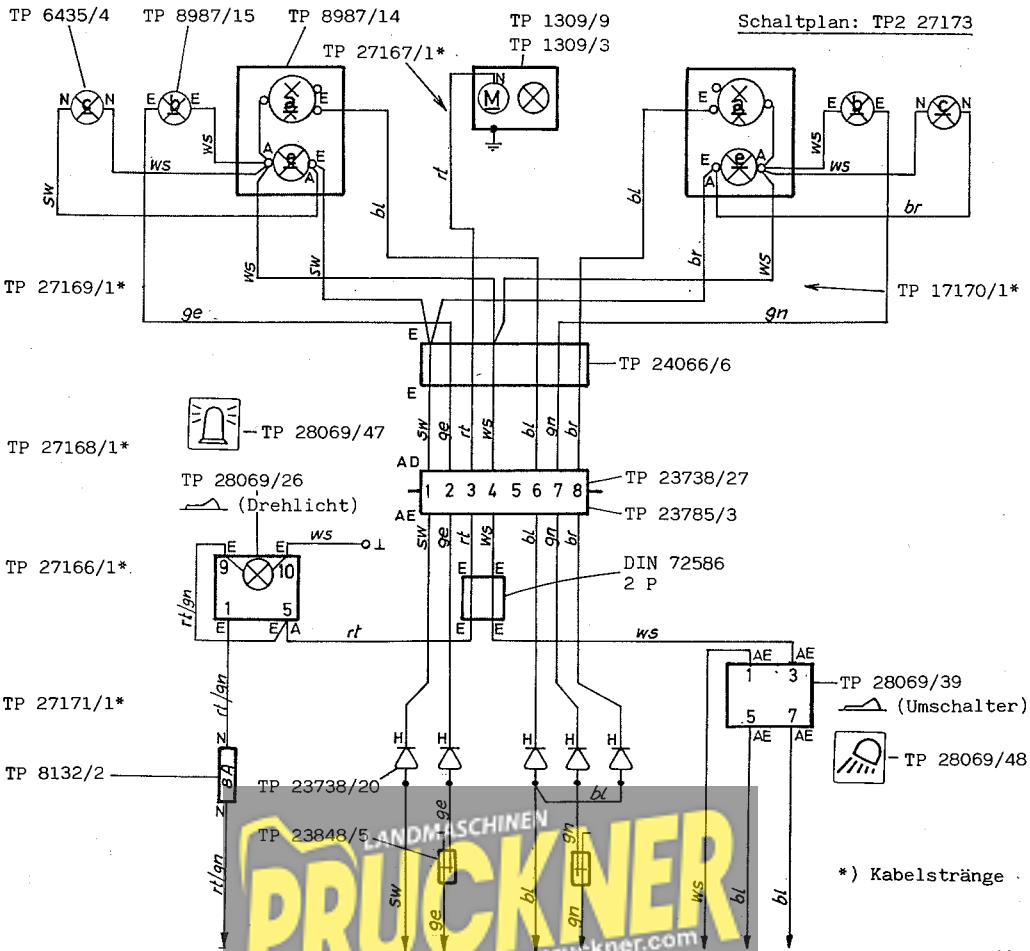 TP 6435/4 TP 8987/15 TP 8987/14 TP 1309/9 Schaltplan: TP2 27173
TP 27167/1* TP 1309/3
N c N E b E a E E IN M E a E b E N c N
A e E A E A e A
ws ws sw rt bl bl ws ws br
ws sw br ws
TP 27169/1* TP 17170/1*
ge gn
E
TP 24066/6
E
sw ge rt ws bl gn br
TP 28069/47
TP 27168/1*
AD
TP 28069/26 TP 23738/27
1 2 3 4 5 6 7 8
(Drehlicht)
AE TP 23785/3
sw ge rt ws bl gn br
E E ws
TP 27166/1* 9 10 E E DIN 72586
2 P
rt/gn 1 5
E E A rt E E ws
AE AE
1 3
TP 28069/39
rt/gn
TP 27171/1* (Umschalter)
5 7
AE AE
N H H H H H
TP 28069/48
TP 8132/2 8A
TP 23738/20 bl
N ge gn
TP 23848/5
LANDMASCHINEN
PRUCKNER
*) Kabelstränge
rt/gn sw ge bl gn ws bl bl
pruckner.com